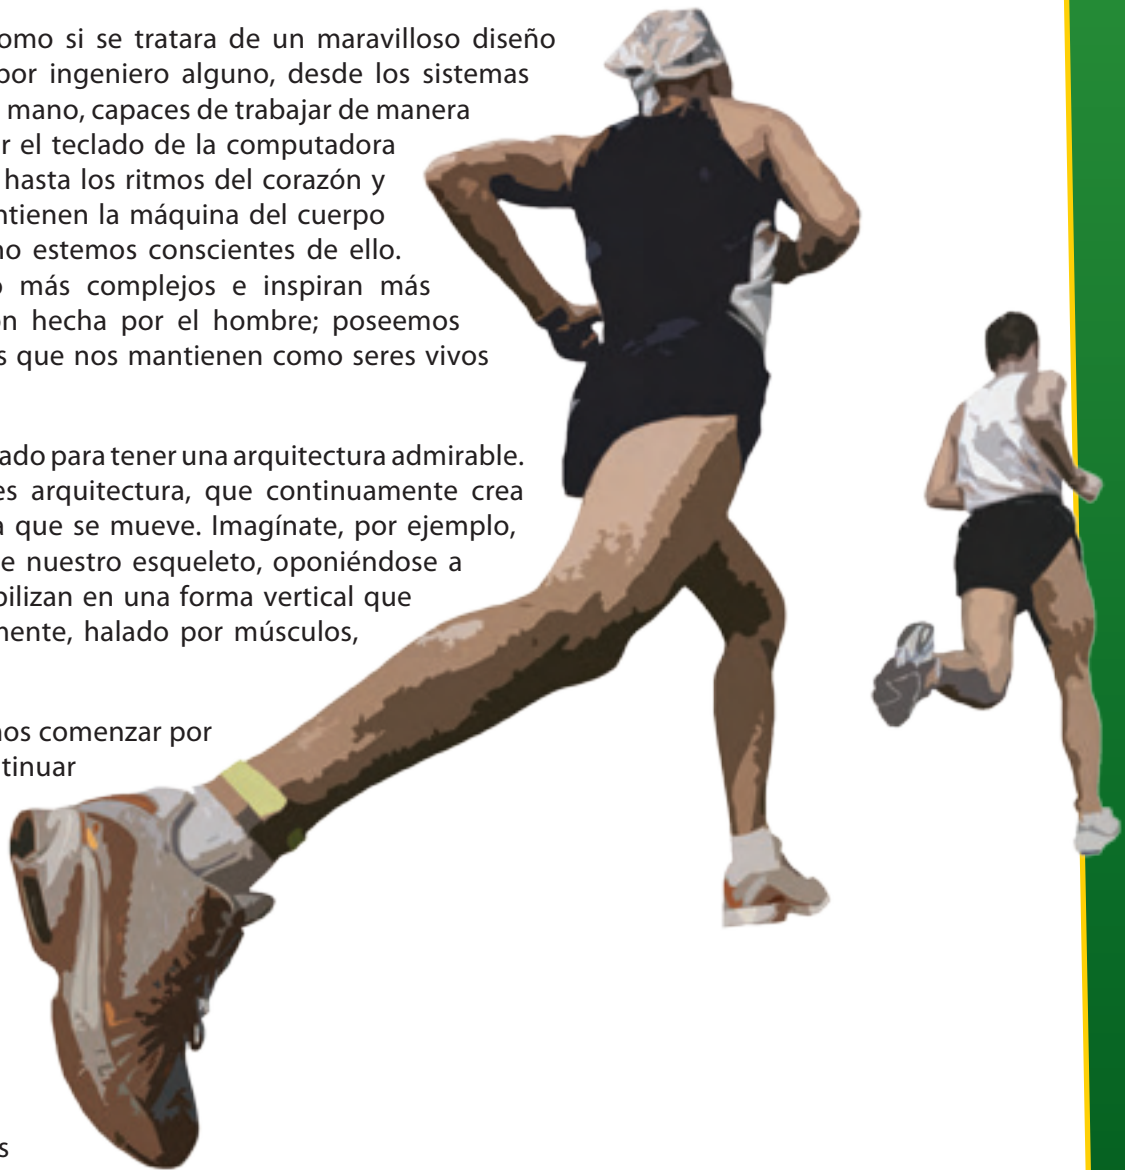 omo si se tratara de un maravilloso diseño
por ingeniero alguno, desde los sistemas
mano, capaces de trabajar de manera
r el teclado de la computadora
hasta los ritmos del corazón y
ntienen la máquina del cuerpo
no estemos conscientes de ello.
o más complejos e inspiran más
ón hecha por el hombre; poseemos
s que nos mantienen como seres vivos
ado para tener una arquitectura admirable.
es arquitectura, que continuamente crea
a que se mueve. Imagínate, por ejemplo,
e nuestro esqueleto, oponiéndose a
bilizan en una forma vertical que
mente, halado por músculos,
nos comenzar por
tinuar
s